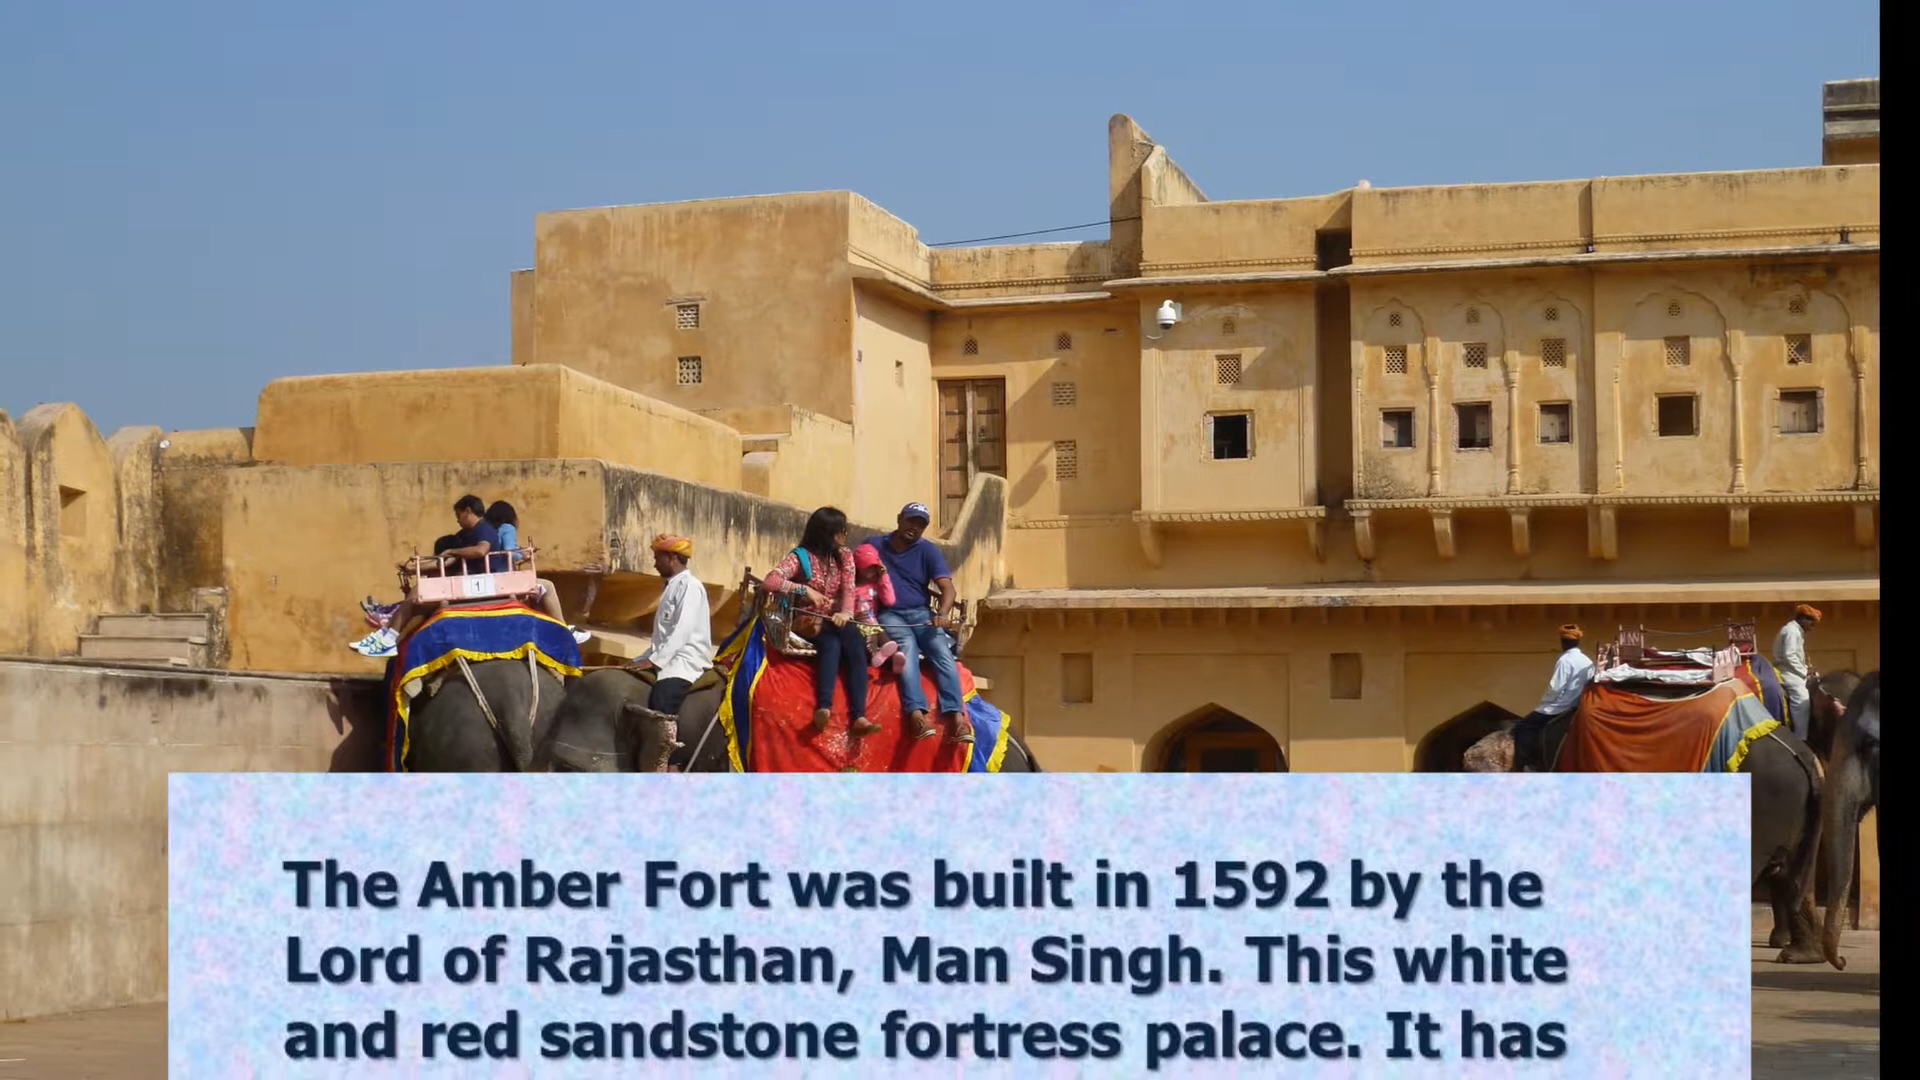 1
The Amber Fort was built in 1592 by the
Lord of Rajasthan, Man Singh. This white
and red sandstone fortress palace. It has